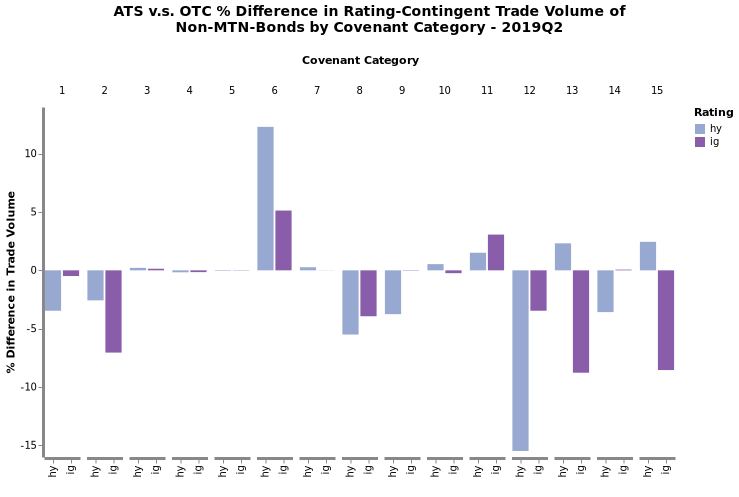 ATS v.s. OTC % Difference in Rating-Contingent Trade Volume of
Non-MTN-Bonds by Covenant Category - 2019Q2
Covenant Category
1 2 3 4 5 6 7 8 9 10 11 12 13 14 15
Rating
hy
ig
% Difference in Trade Volume
10
5
0
-5
-10
-15
hy ig hy ig hy ig hy ig hy ig hy ig hy ig hy ig hy ig hy ig hy ig hy ig hy ig hy ig hy ig